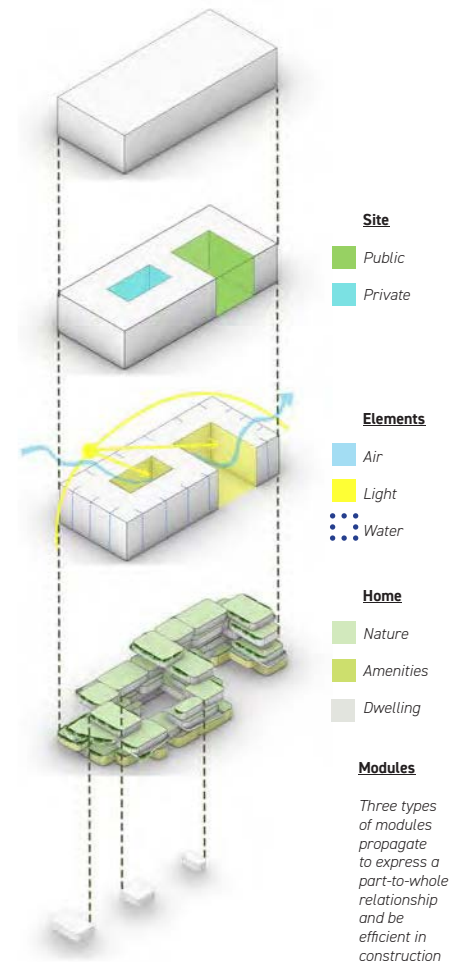 Site
Public
Private
Elements
Air
Light
Water
Home
Nature
Amenities
Dwelling
Modules
Three types
of modules
propagate
to express a
part-to-whole
relationship
and be
efficient in
construction